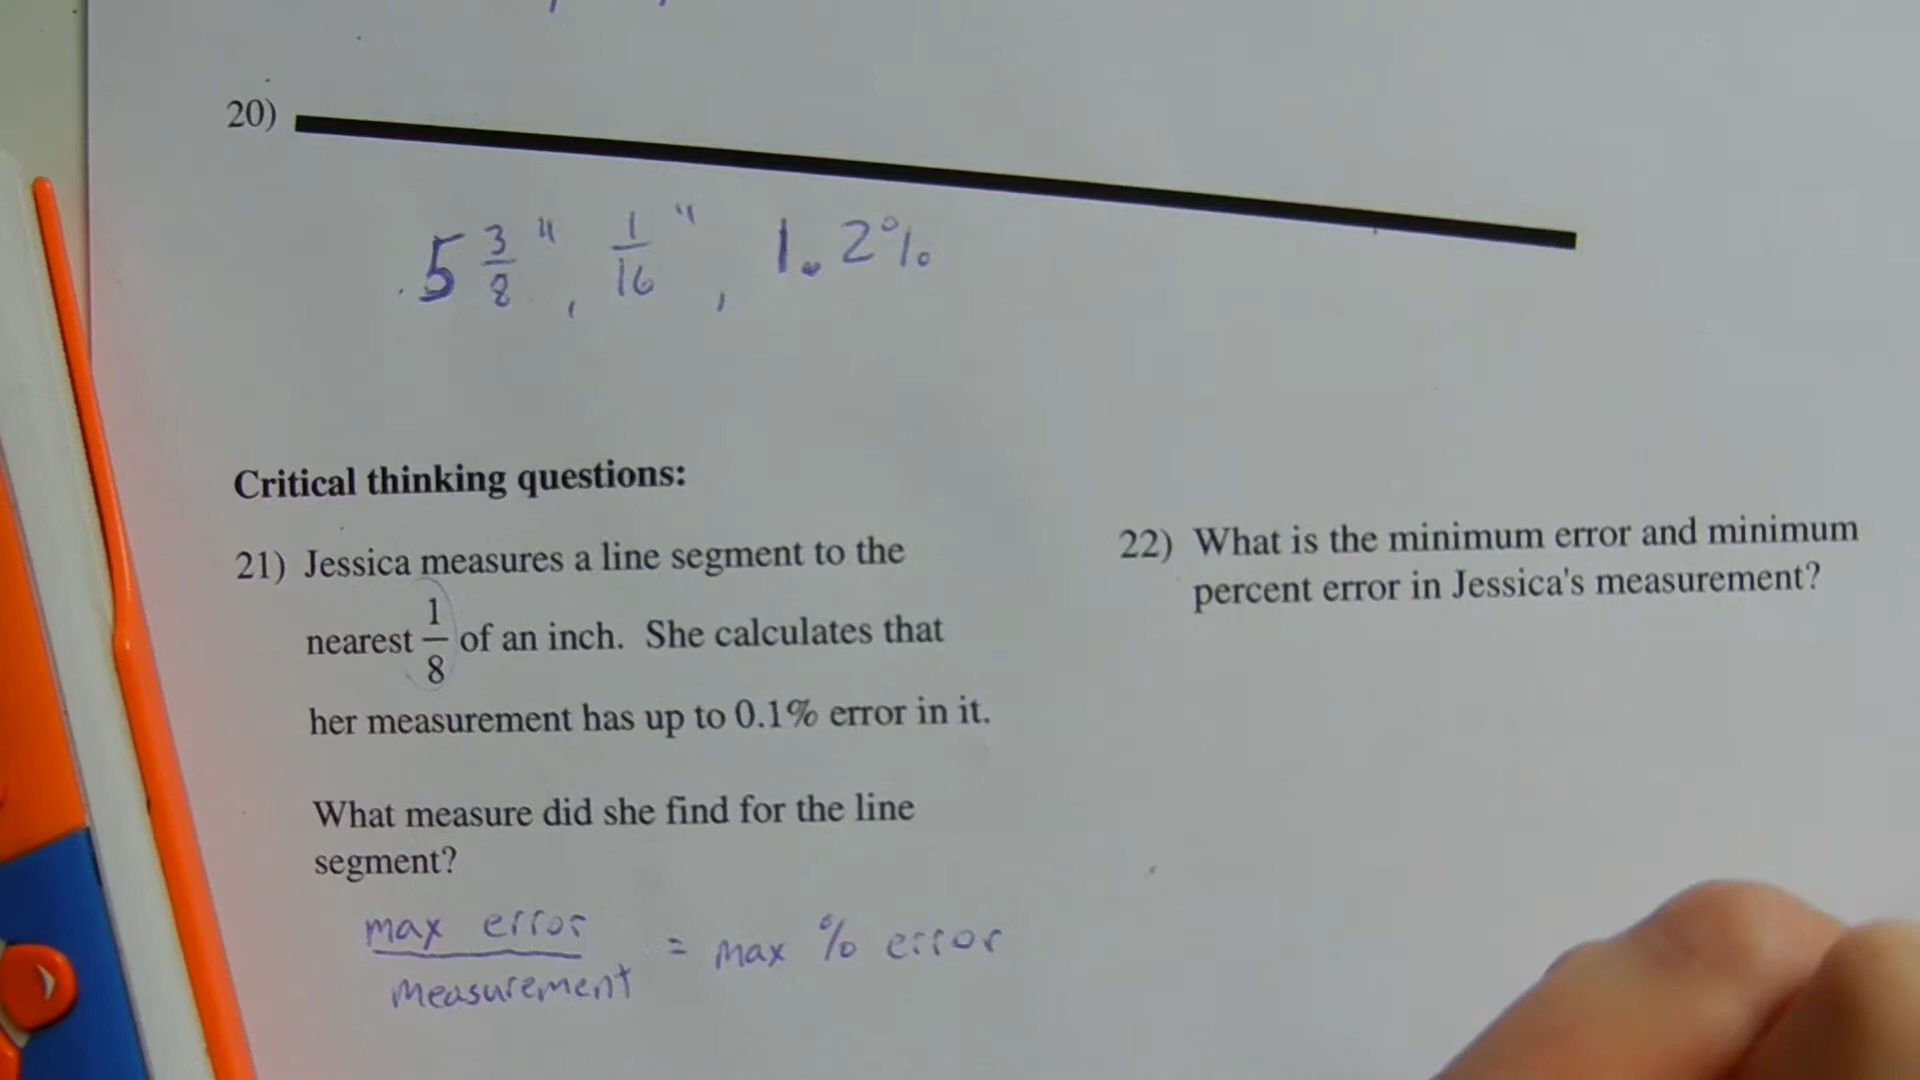 20)
5 3/8", 1/16", 1.2%
Critical thinking questions:
21) Jessica measures a line segment to the
nearest 1/8 of an inch. She calculates that
her measurement has up to 0.1% error in it.
What measure did she find for the line
segment?
max error / measurement = max % error
22) What is the minimum error and minimum
percent error in Jessica's measurement?